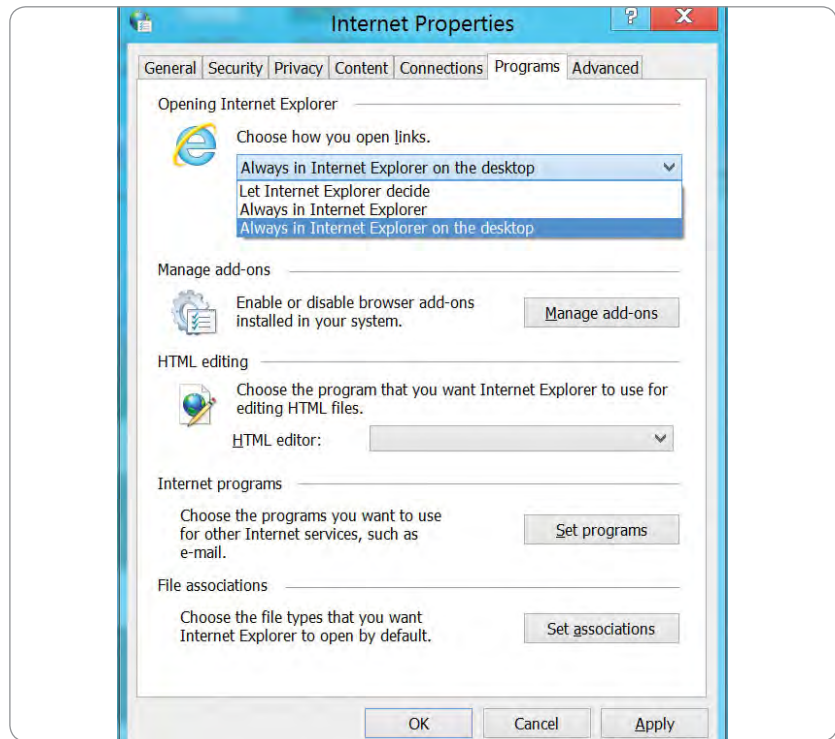 Internet Properties
? X
General Security Privacy Content Connections Programs Advanced
Opening Internet Explorer
Choose how you open links.
Always in Internet Explorer on the desktop
Let Internet Explorer decide
Always in Internet Explorer
Always in Internet Explorer on the desktop
Manage add-ons
Enable or disable browser add-ons
installed in your system.
Manage add-ons
HTML editing
Choose the program that you want Internet Explorer to use for
editing HTML files.
HTML editor:
Internet programs
Choose the programs you want to use
for other Internet services, such as
e-mail.
Set programs
File associations
Choose the file types that you want
Internet Explorer to open by default.
Set associations
OK Cancel Apply